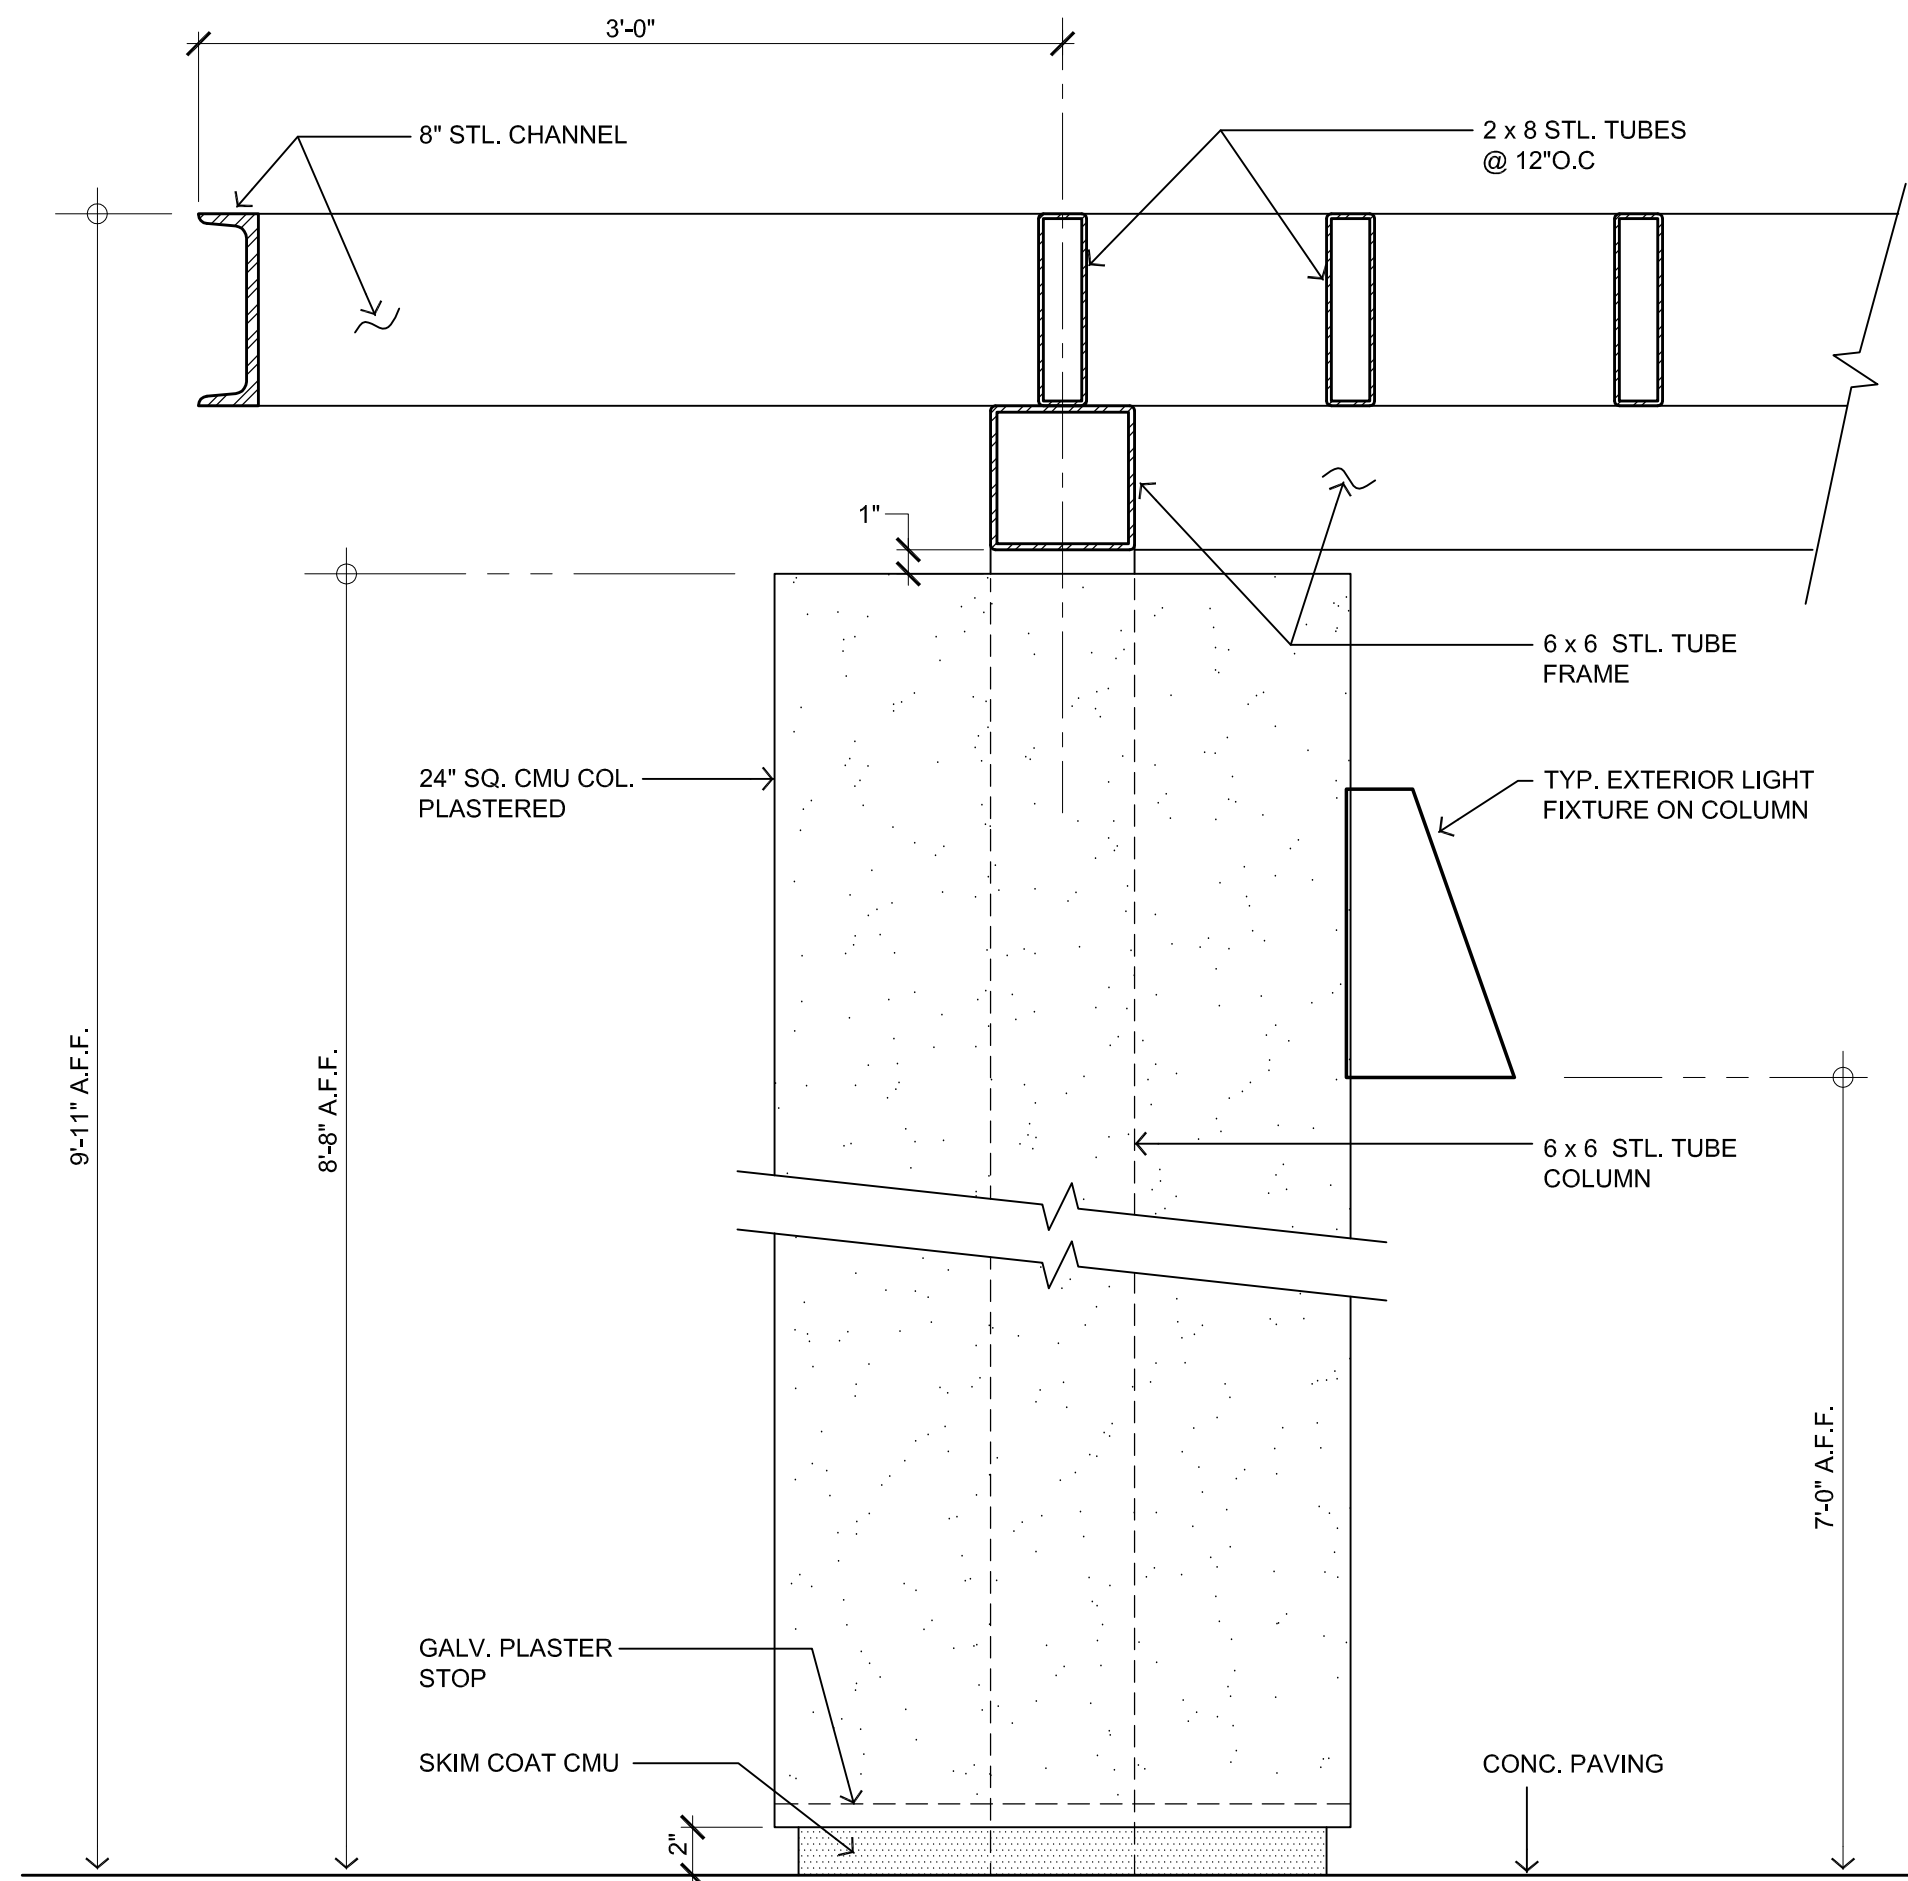 3'-0"
8" STL. CHANNEL
2 x 8 STL. TUBES
@ 12"O.C
1"
6 x 6 STL. TUBE
FRAME
24" SQ. CMU COL.
PLASTERED
TYP. EXTERIOR LIGHT
FIXTURE ON COLUMN
9'-11" A.F.F.
8'-8" A.F.F.
6 x 6 STL. TUBE
COLUMN
7'-0" A.F.F.
GALV. PLASTER
STOP
SKIM COAT CMU
CONC. PAVING
2"